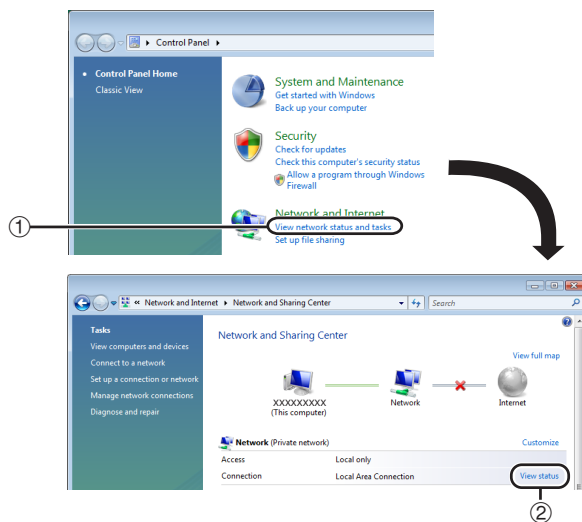 Control Panel
Control Panel Home
Classic View
System and Maintenance
Get started with Windows
Back up your computer
Security
Check for updates
Check this computer's security status
Allow a program through Windows
Firewall
Network and Internet
① View network status and tasks
Set up file sharing
« Network and Internet Network and Sharing Center Search
Tasks
View computers and devices
Connect to a network
Set up a connection or network
Manage network connections
Diagnose and repair
Network and Sharing Center
View full map
XXXXXXXXX Network Internet
(This computer)
Network (Private network) Customize
Access Local only
Connection Local Area Connection View status
②